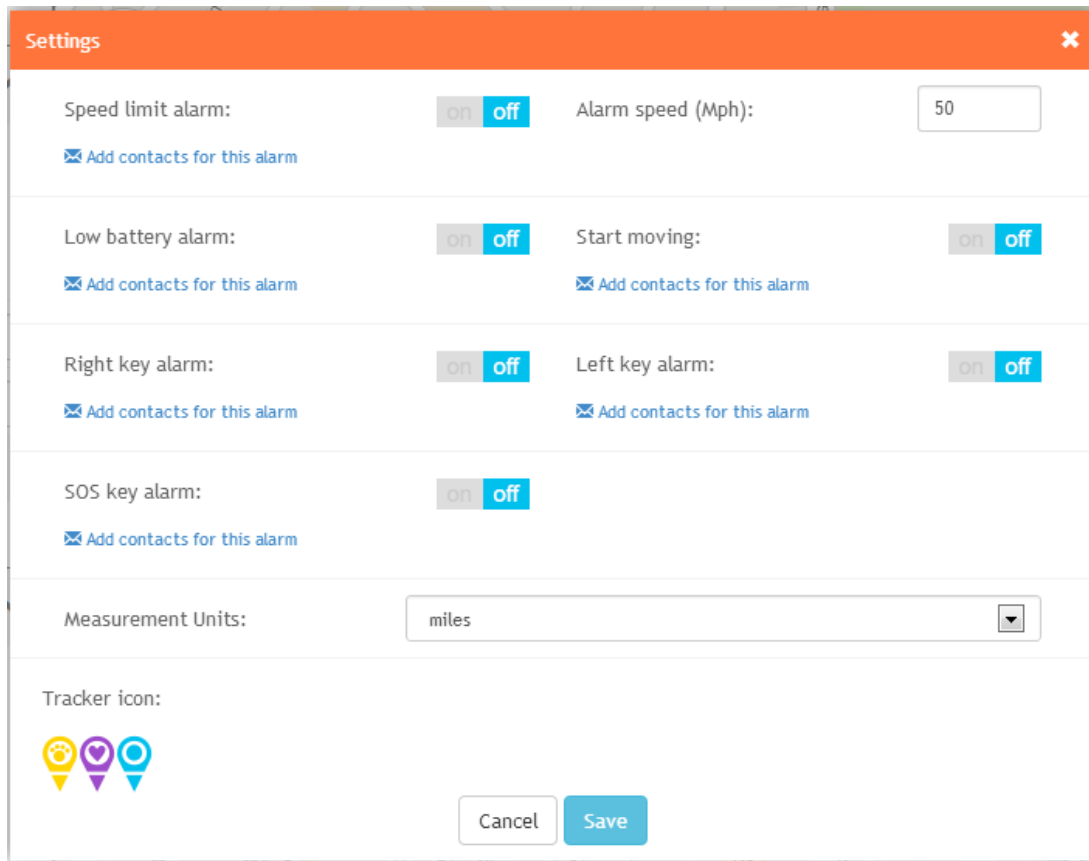 Settings
Speed limit alarm: on off Alarm speed (Mph): 50
Add contacts for this alarm
Low battery alarm: on off Start moving: on off
Add contacts for this alarm Add contacts for this alarm
Right key alarm: on off Left key alarm: on off
Add contacts for this alarm Add contacts for this alarm
SOS key alarm: on off
Add contacts for this alarm
Measurement Units: miles
Tracker icon:
Cancel Save